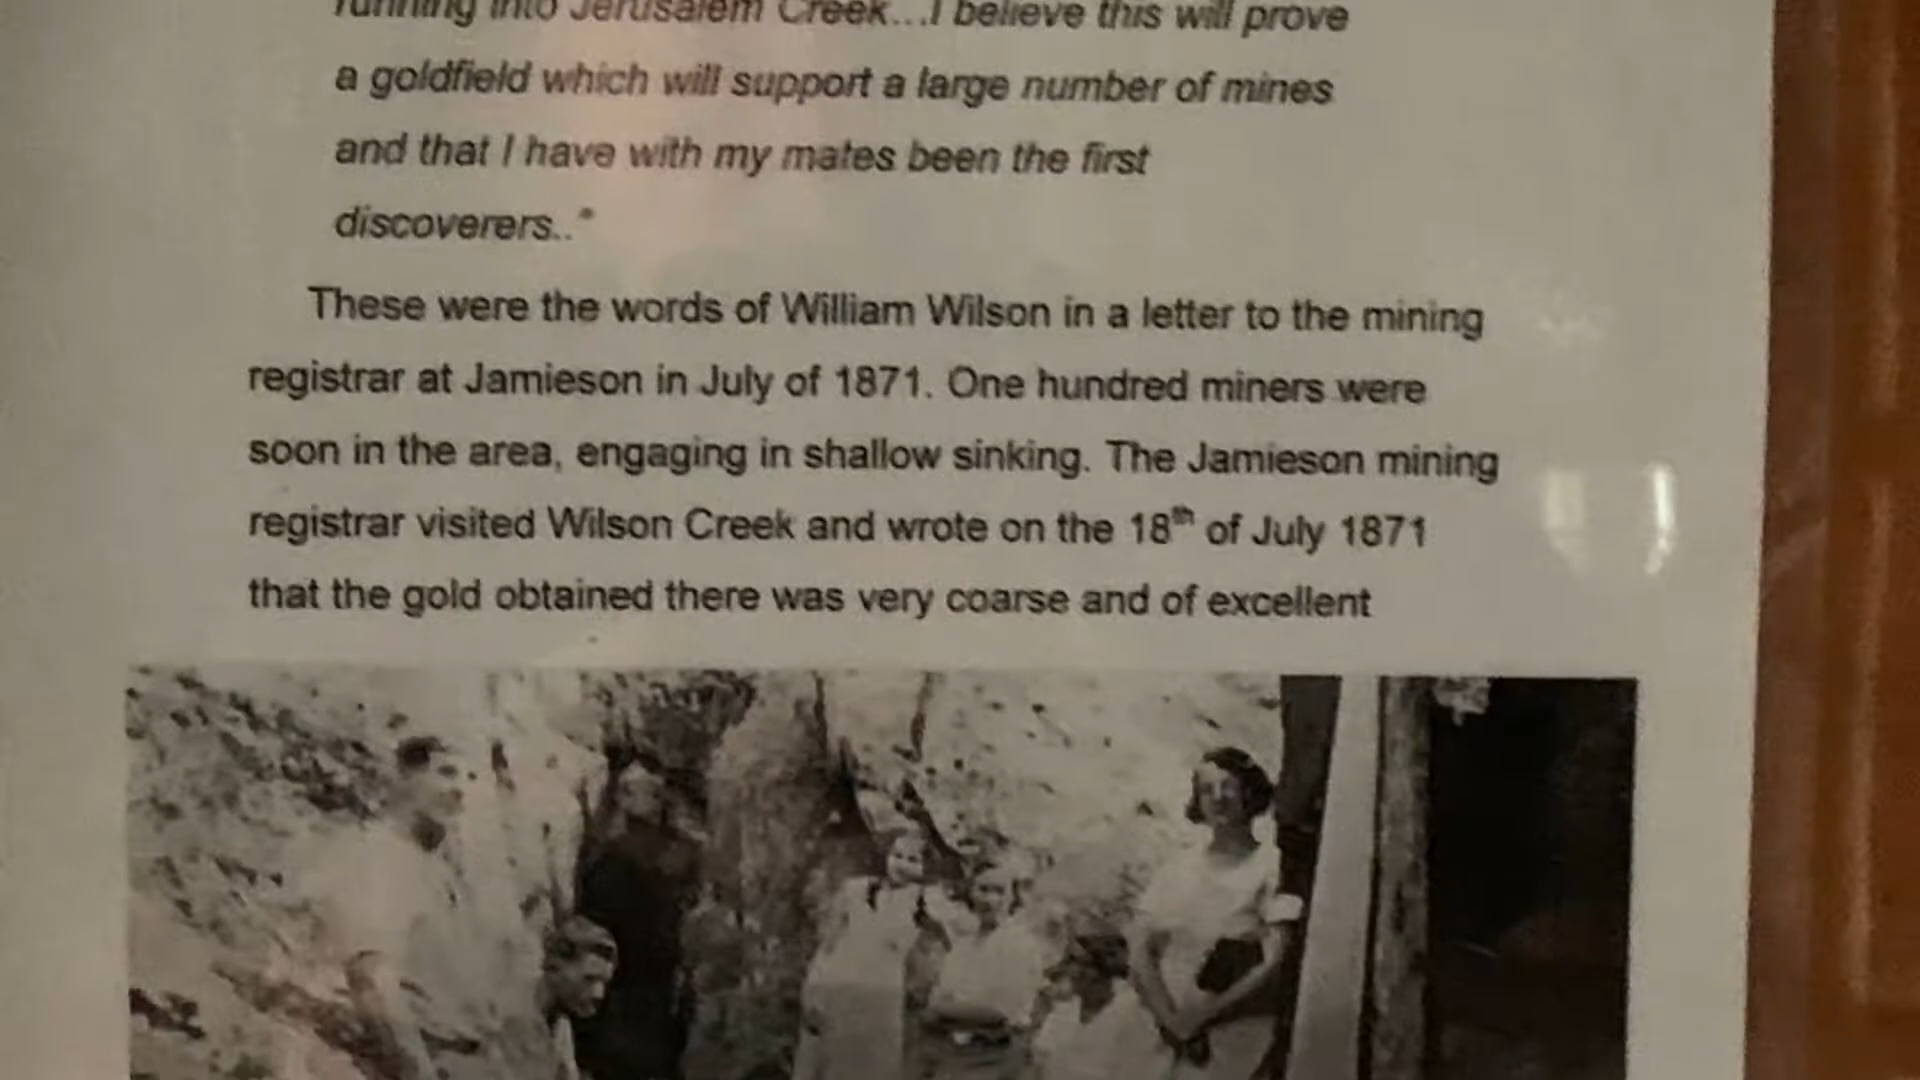 running into Jerusalem Creek...I believe this will prove
a goldfield which will support a large number of mines
and that I have with my mates been the first
discoverers.."
These were the words of William Wilson in a letter to the mining
registrar at Jamieson in July of 1871. One hundred miners were
soon in the area, engaging in shallow sinking. The Jamieson mining
registrar visited Wilson Creek and wrote on the 18th of July 1871
that the gold obtained there was very coarse and of excellent